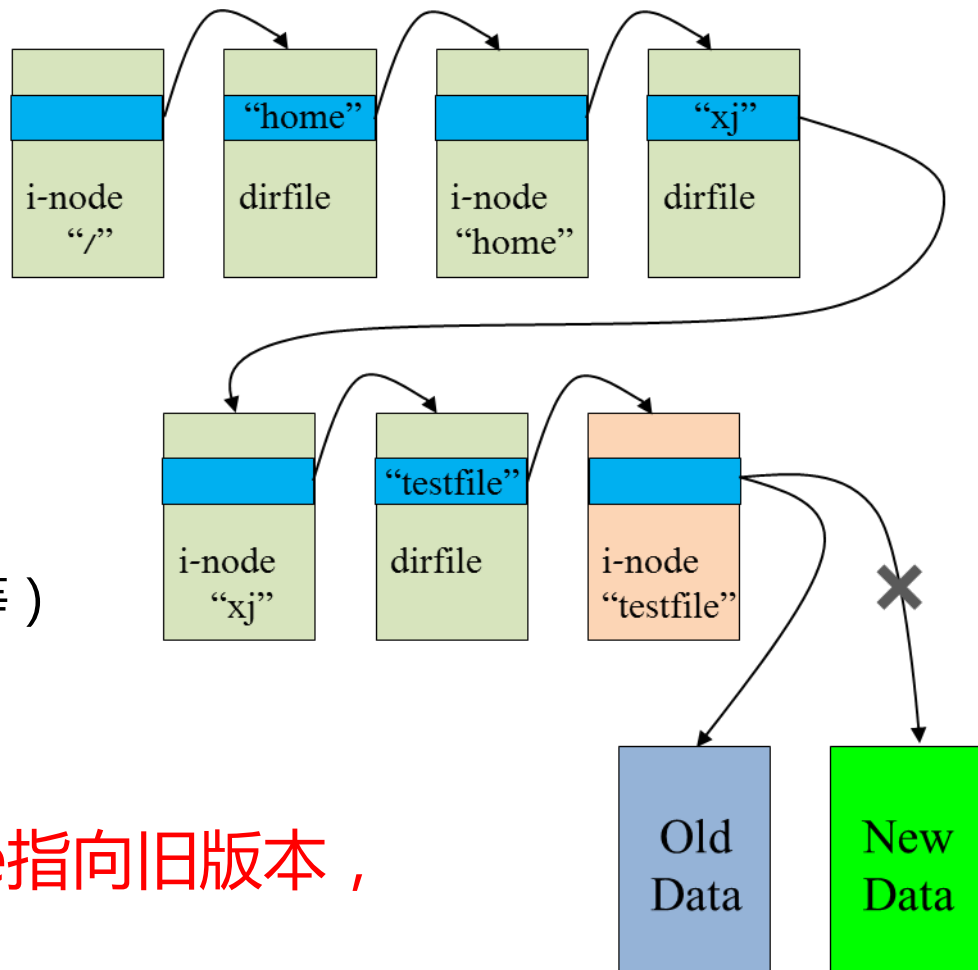 “home”
“xj”
i-node
“/”
dirfile
i-node
“home”
dirfile
“testfile”
i-node
“xj”
dirfile
i-node
“testfile”
）
指向旧版本，
Old
Data
New
Data